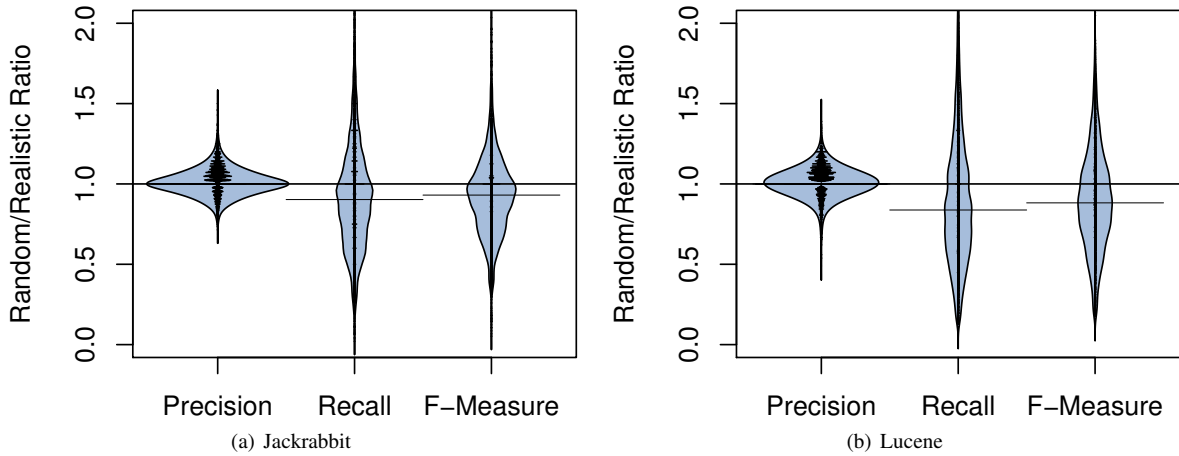 Random/Realistic Ratio
2.0
1.5
1.0
0.5
0.0
Precision Recall F−Measure
(a) Jackrabbit
Random/Realistic Ratio
2.0
1.5
1.0
0.5
0.0
Precision Recall F−Measure
(b) Lucene